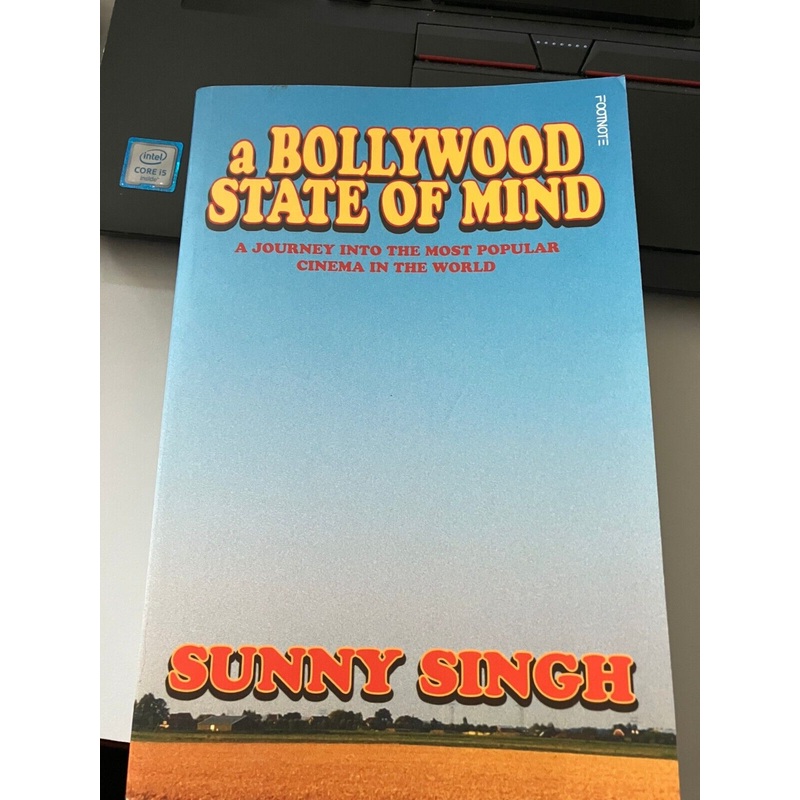 FOOTNOTE
a BOLLYWOOD
STATE OF MIND
A JOURNEY INTO THE MOST POPULAR
CINEMA IN THE WORLD
SUNNY SINGH
intel
CORE i5
inside